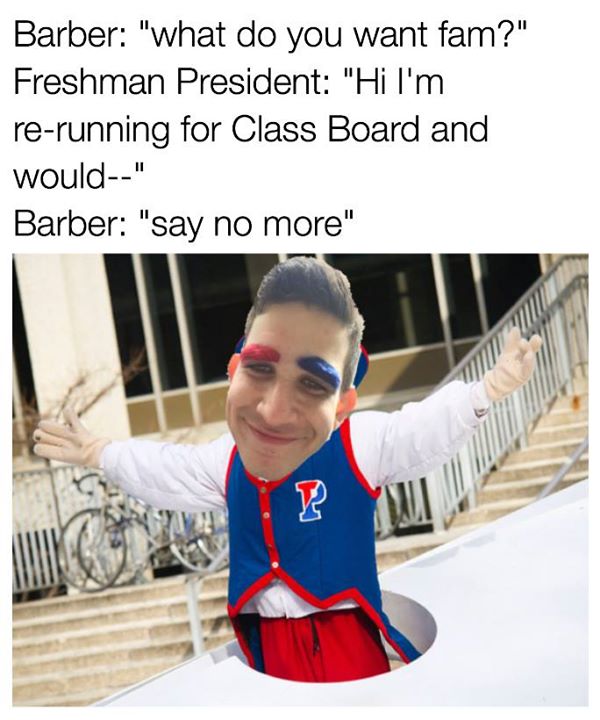 Barber: "what do you want fam?"
Freshman President: "Hi I'm
re-running for Class Board and
would--"
Barber: "say no more"
P